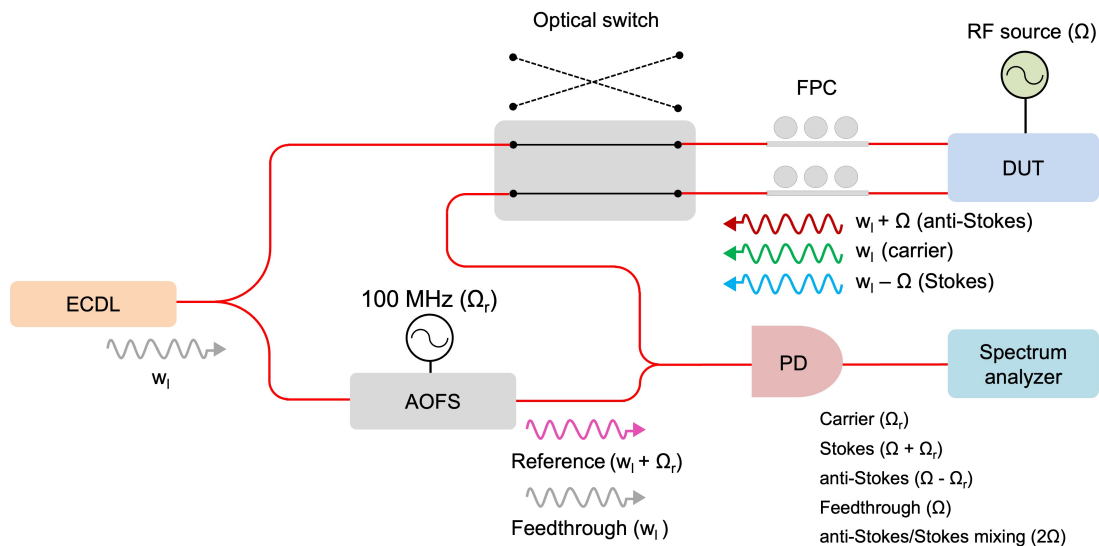 Optical switch
RF source (Ω)
FPC
DUT
w_l + Ω (anti-Stokes)
w_l (carrier)
w_l – Ω (Stokes)
ECDL
w_l
100 MHz (Ω_r)
AOFS
Reference (w_l + Ω_r)
Feedthrough (w_l )
PD
Spectrum
analyzer
Carrier (Ω_r)
Stokes (Ω + Ω_r)
anti-Stokes (Ω - Ω_r)
Feedthrough (Ω)
anti-Stokes/Stokes mixing (2Ω)